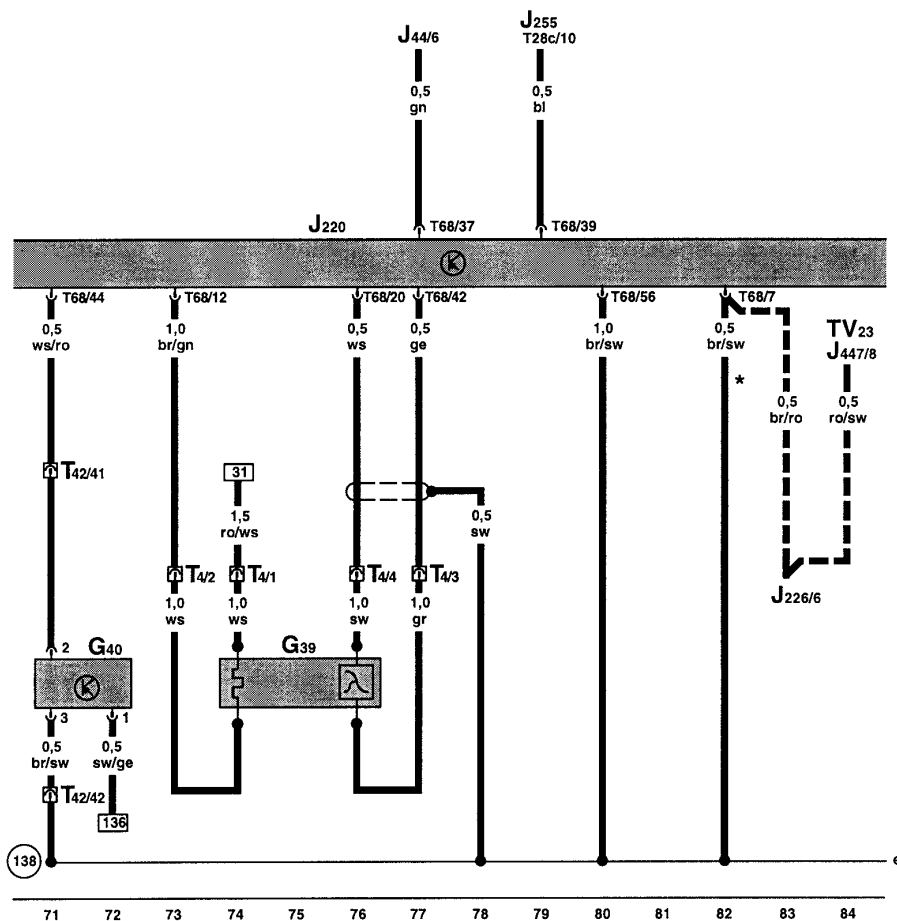 J44/6
J255
T28c/10
0,5
gn
0,5
bl
J220
T68/37
T68/39
T68/44
T68/12
T68/20
T68/42
T68/56
T68/7
0,5
ws/ro
1,0
br/gn
0,5
ws
0,5
ge
1,0
br/sw
0,5
br/sw
*
TV23
J447/8
0,5
br/ro
0,5
ro/sw
T42/41
31
1,5
ro/ws
0,5
sw
T4/2
T4/1
T4/4
T4/3
1,0
ws
1,0
ws
1,0
sw
1,0
gr
J226/6
2
G40
G39
3
1
0,5
br/sw
0,5
sw/ge
T42/42
136
138
e
71 72 73 74 75 76 77 78 79 80 81 82 83 84